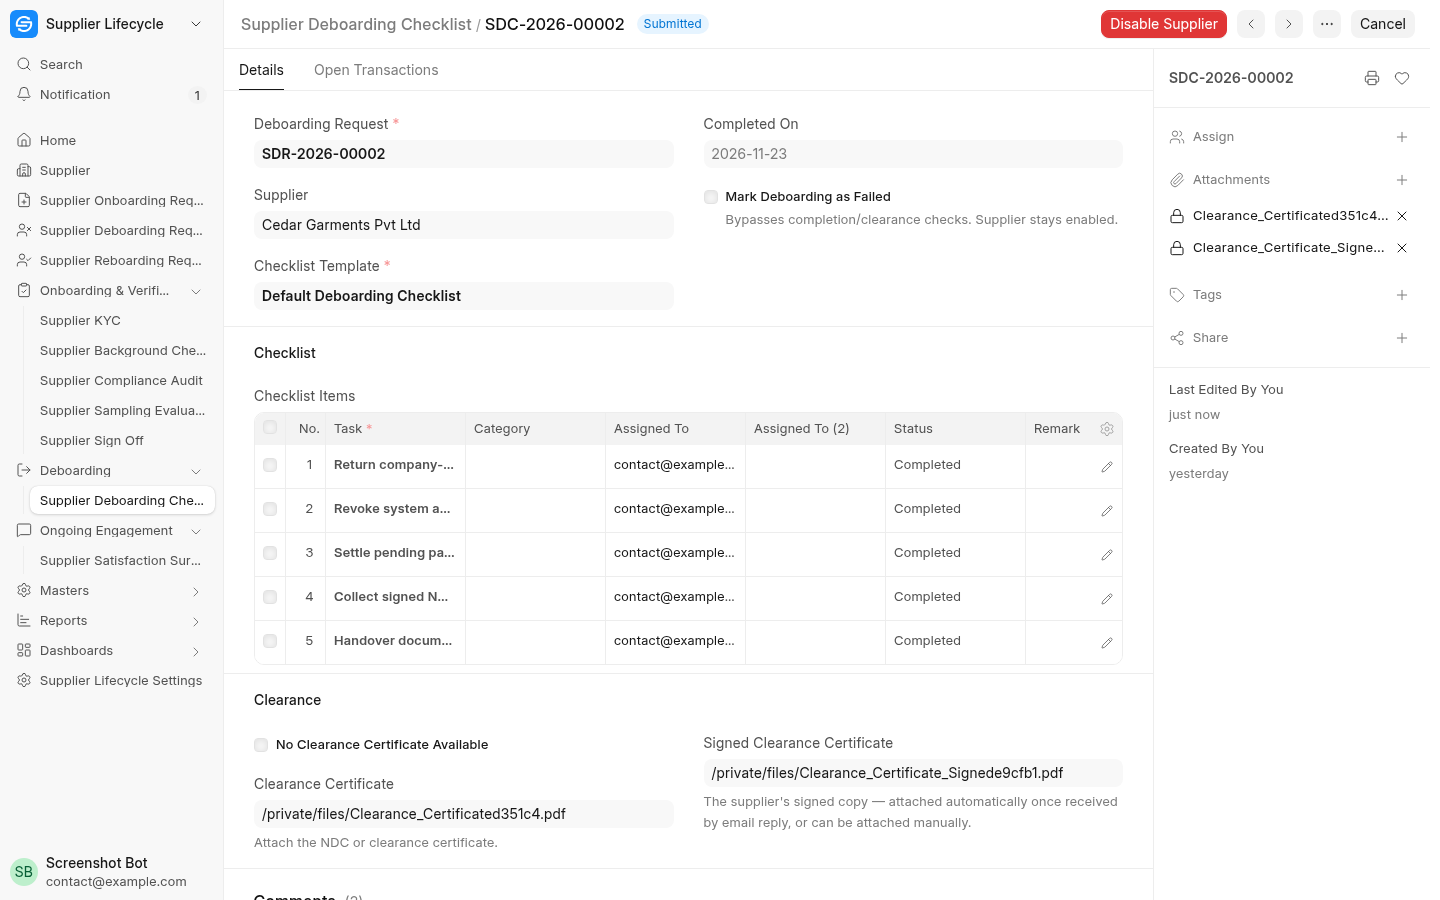 Supplier Lifecycle
Search
Notification 1
Home
Supplier
Supplier Onboarding Req...
Supplier Deboarding Req...
Supplier Reboarding Req...
Onboarding & Verifi...
Supplier KYC
Supplier Background Che...
Supplier Compliance Audit
Supplier Sampling Evalua...
Supplier Sign Off
Deboarding
Supplier Deboarding Che...
Ongoing Engagement
Supplier Satisfaction Sur...
Masters
Reports
Dashboards
Supplier Lifecycle Settings
SB
Screenshot Bot
contact@example.com
Supplier Deboarding Checklist / SDC-2026-00002 Submitted
Disable Supplier
Cancel
Details Open Transactions
Deboarding Request *
SDR-2026-00002
Supplier
Cedar Garments Pvt Ltd
Checklist Template *
Default Deboarding Checklist
Completed On
2026-11-23
Mark Deboarding as Failed
Bypasses completion/clearance checks. Supplier stays enabled.
Checklist
Checklist Items
No. Task * Category Assigned To Assigned To (2) Status Remark
1 Return company-... contact@example... Completed
2 Revoke system a... contact@example... Completed
3 Settle pending pa... contact@example... Completed
4 Collect signed N... contact@example... Completed
5 Handover docum... contact@example... Completed
Clearance
No Clearance Certificate Available
Clearance Certificate
/private/files/Clearance_Certificated351c4.pdf
Attach the NDC or clearance certificate.
Signed Clearance Certificate
/private/files/Clearance_Certificate_Signede9cfb1.pdf
The supplier's signed copy — attached automatically once received
by email reply, or can be attached manually.
Comments (2)
SDC-2026-00002
Assign
Attachments
Clearance_Certificated351c4...
Clearance_Certificate_Signe...
Tags
Share
Last Edited By You
just now
Created By You
yesterday